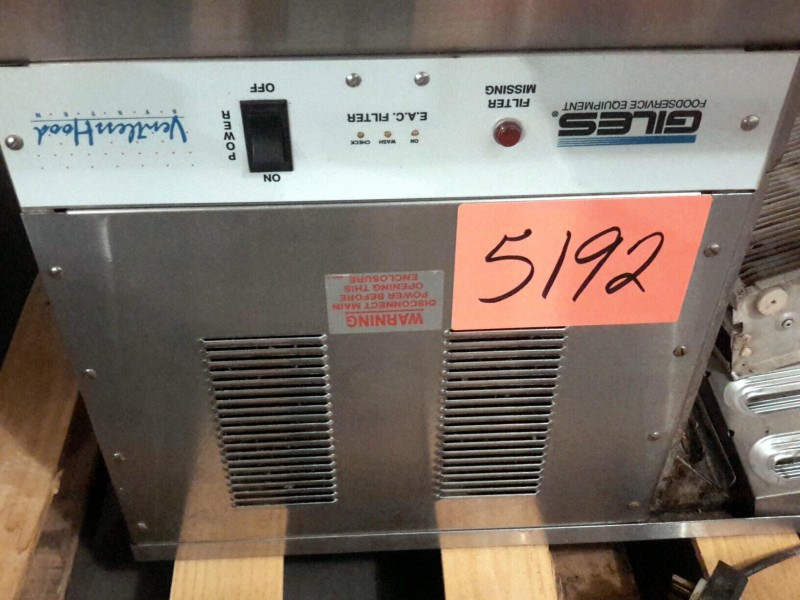 GILES®
FOODSERVICE EQUIPMENT
FILTER
MISSING
E.A.C. FILTER
ON
WASH
CHECK
POWER
ON
OFF
VentlessHood
SYSTEM
5192
WARNING
DISCONNECT MAIN
POWER BEFORE
OPENING THIS
ENCLOSURE